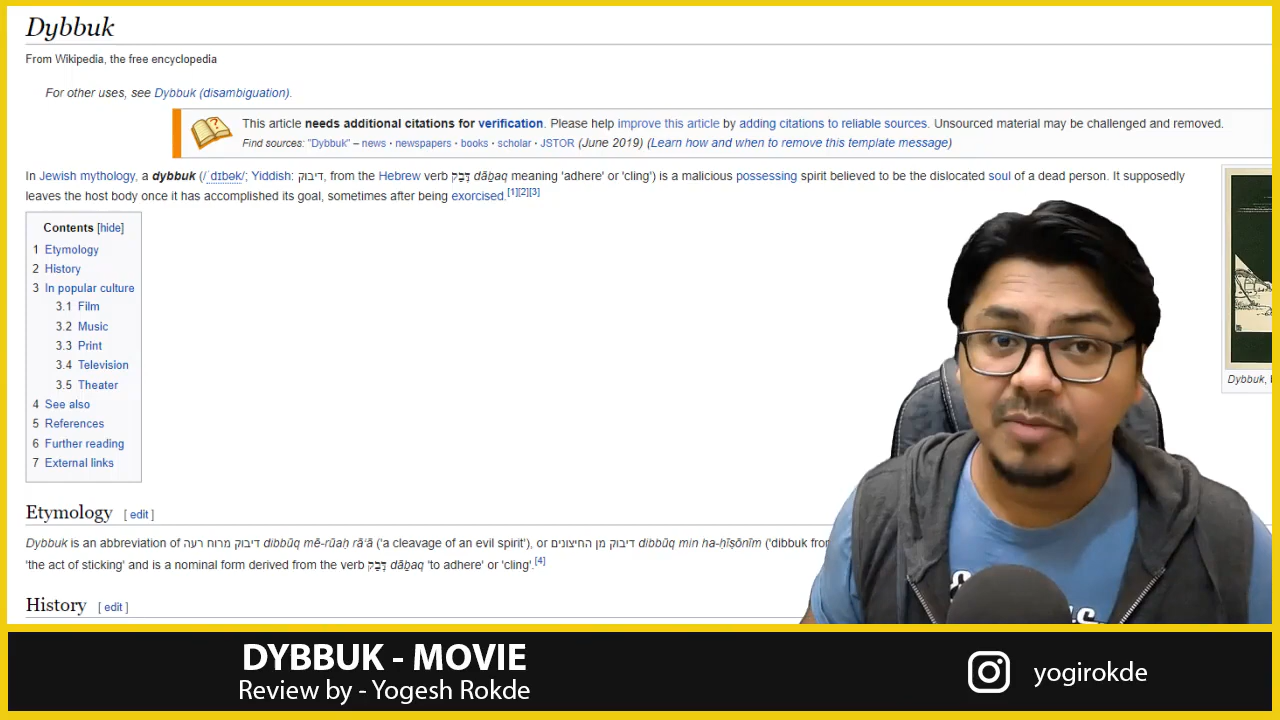 Dybbuk
From Wikipedia, the free encyclopedia
For other uses, see Dybbuk (disambiguation).
This article needs additional citations for verification. Please help improve this article by adding citations to reliable sources. Unsourced material may be challenged and removed.
Find sources: "Dybbuk" – news · newspapers · books · scholar · JSTOR (June 2019) (Learn how and when to remove this template message)
In Jewish mythology, a dybbuk (/ˈdɪbək/; Yiddish: דיבוק, from the Hebrew verb דָּבַק dāḇaq meaning 'adhere' or 'cling') is a malicious possessing spirit believed to be the dislocated soul of a dead person. It supposedly
leaves the host body once it has accomplished its goal, sometimes after being exorcised.[1][2][3]
Contents [hide]
1 Etymology
2 History
3 In popular culture
3.1 Film
3.2 Music
3.3 Print
3.4 Television
3.5 Theater
4 See also
5 References
6 Further reading
7 External links
Dybbuk,
Etymology [ edit ]
Dybbuk is an abbreviation of דיבוק מרוח רעה dibbūq mē-rūaḥ rā‘ā ('a cleavage of an evil spirit'), or דיבוק מן החיצונים dibbūq min ha-ḥīṣōnīm ('dibbuk fro
'the act of sticking' and is a nominal form derived from the verb דָּבַק dāḇaq 'to adhere' or 'cling'.[4]
History [ edit ]
DYBBUK - MOVIE
Review by - Yogesh Rokde
yogirokde